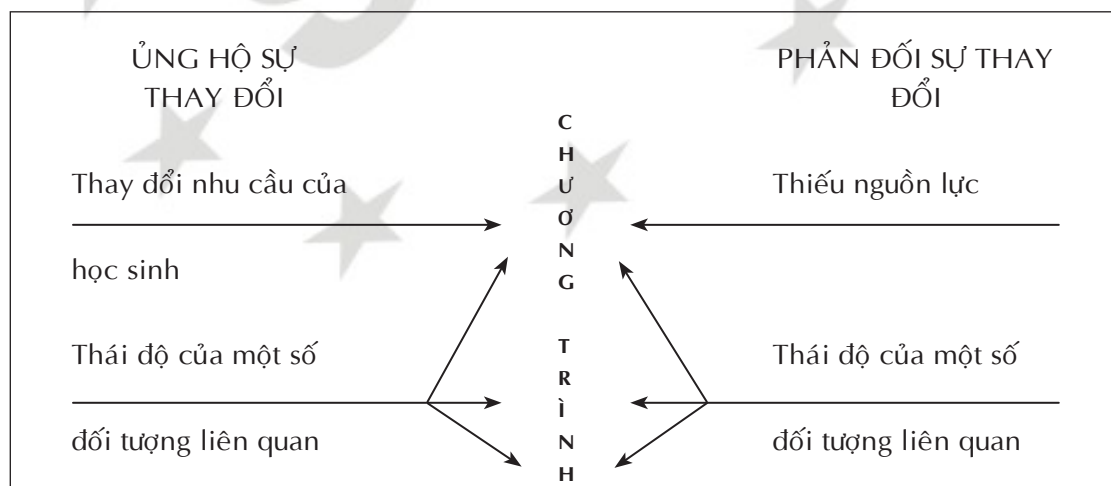 ỦNG HỘ SỰ
THAY ĐỔI
Thay đổi nhu cầu của
học sinh
Thái độ của một số
đối tượng liên quan
CHƯƠNG
TRÌNH
PHẢN ĐỐI SỰ THAY
ĐỔI
Thiếu nguồn lực
Thái độ của một số
đối tượng liên quan